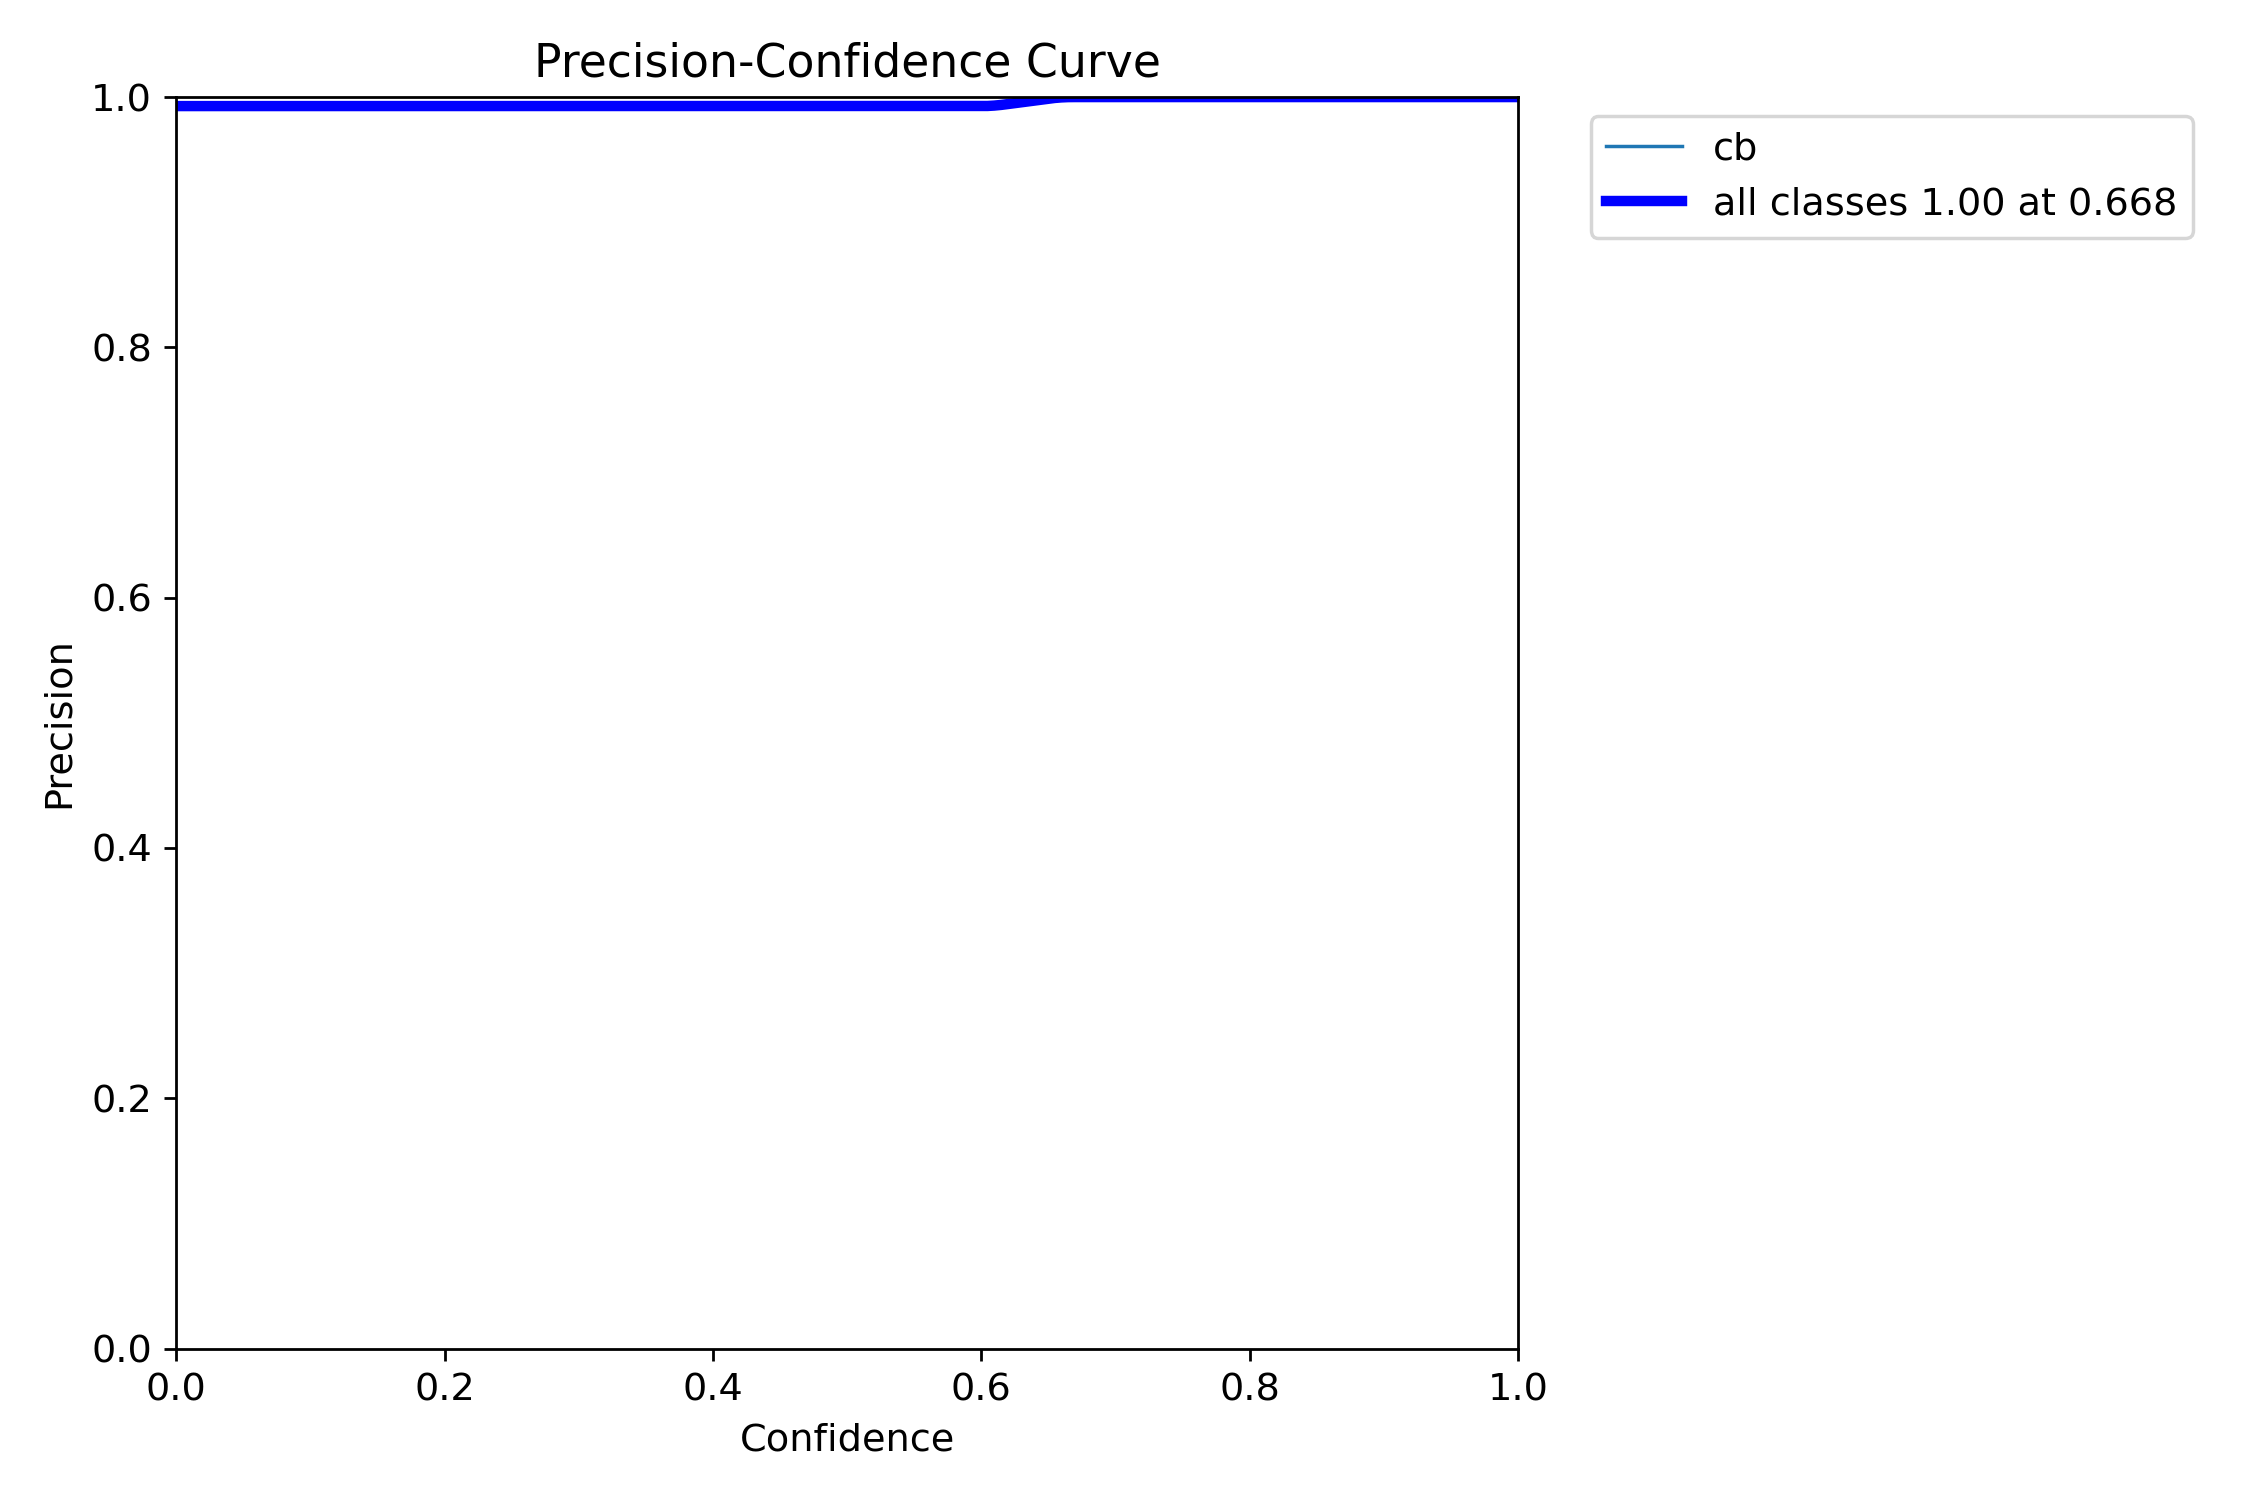 Precision-Confidence Curve
1.0
0.8
0.6
0.4
0.2
0.0
Precision
0.0 0.2 0.4 0.6 0.8 1.0
Confidence
cb
all classes 1.00 at 0.668